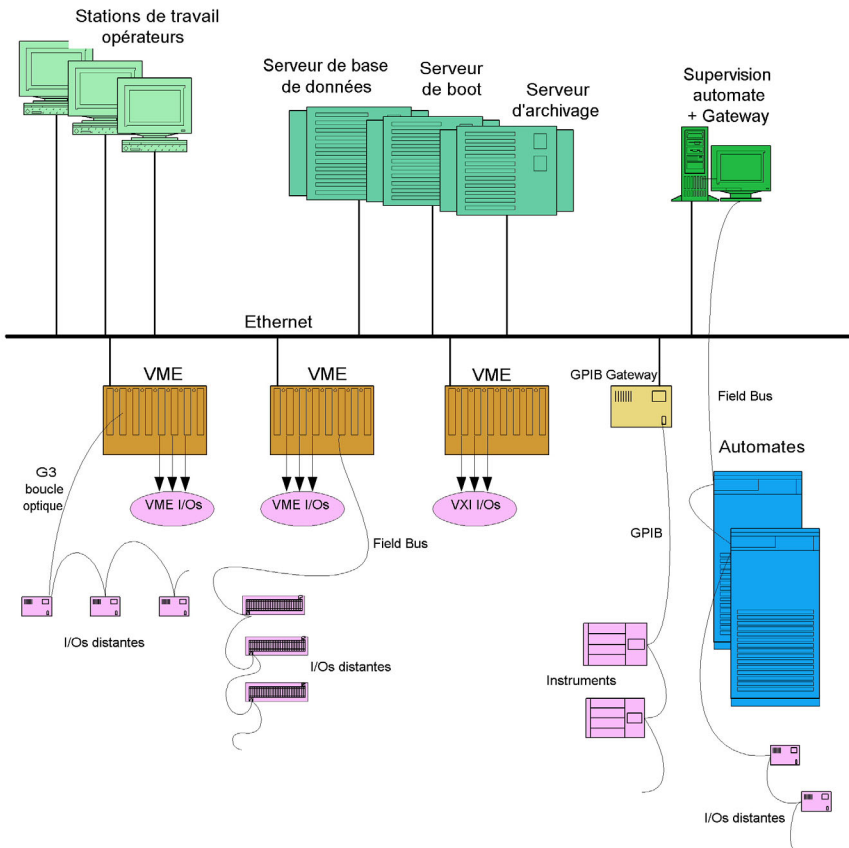 Stations de travail
opérateurs
Serveur de base
de données
Serveur
de boot
Serveur
d'archivage
Supervision
automate
+ Gateway
Ethernet
VME
VME
VME
GPIB Gateway
Field Bus
Automates
G3
boucle
optique
VME I/Os
VME I/Os
VXI I/Os
GPIB
Field Bus
I/Os distantes
I/Os distantes
Instruments
I/Os distantes